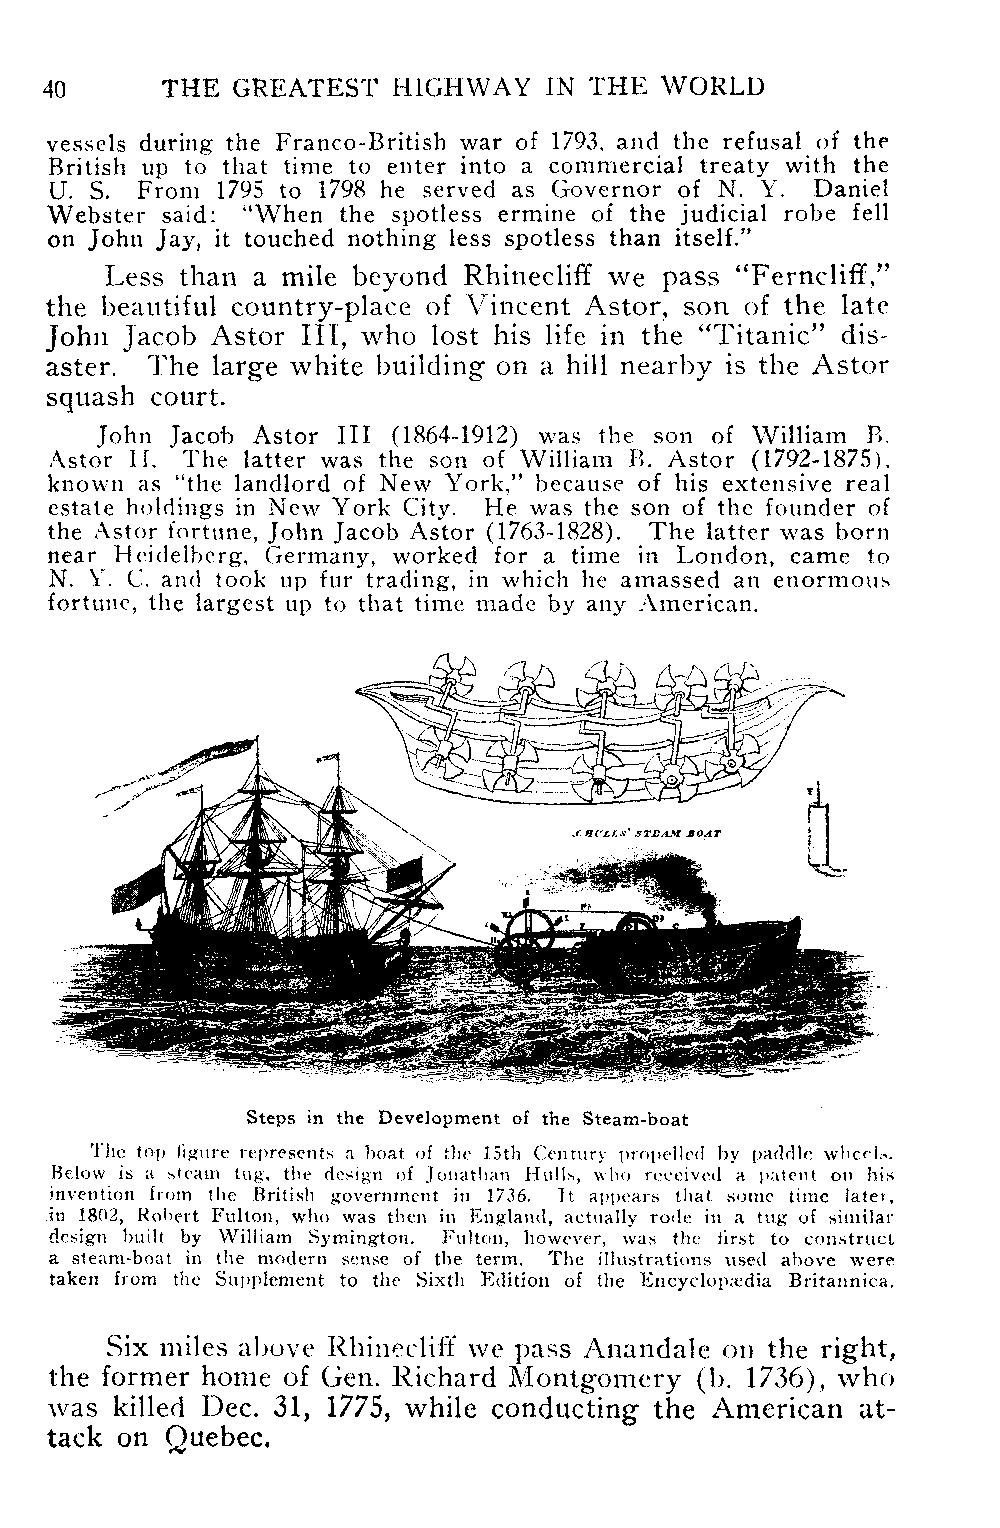 40 THE GREATEST HIGHWAY IN THE WORLD
vessels during the Franco-British war of 1793, and the refusal of the
British up to that time to enter into a commercial treaty with the
U. S. From 1795 to 1798 he served as Governor of N. Y. Daniel
Webster said: “When the spotless ermine of the judicial robe fell
on John Jay, it touched nothing less spotless than itself.”
Less than a mile beyond Rhinecliff we pass “Ferncliff,”
the beautiful country-place of Vincent Astor, son of the late
John Jacob Astor III, who lost his life in the “Titanic” dis-
aster. The large white building on a hill nearby is the Astor
squash court.
John Jacob Astor III (1864-1912) was the son of William B.
Astor II. The latter was the son of William B. Astor (1792-1875),
known as “the landlord of New York,” because of his extensive real
estate holdings in New York City. He was the son of the founder of
the Astor fortune, John Jacob Astor (1763-1828). The latter was born
near Heidelberg, Germany, worked for a time in London, came to
N. Y. C. and took up fur trading, in which he amassed an enormous
fortune, the largest up to that time made by any American.
HULLS' STEAM BOAT
Steps in the Development of the Steam-boat
The top figure represents a boat of the 15th Century propelled by paddle wheels.
Below is a steam tug, the design of Jonathan Hulls, who received a patent on his
invention from the British government in 1736. It appears that some time later,
in 1802, Robert Fulton, who was then in England, actually rode in a tug of similar
design built by William Symington. Fulton, however, was the first to construct
a steam-boat in the modern sense of the term. The illustrations used above were
taken from the Supplement to the Sixth Edition of the Encyclopædia Britannica.
Six miles above Rhinecliff we pass Anandale on the right,
the former home of Gen. Richard Montgomery (b. 1736), who
was killed Dec. 31, 1775, while conducting the American at-
tack on Quebec.